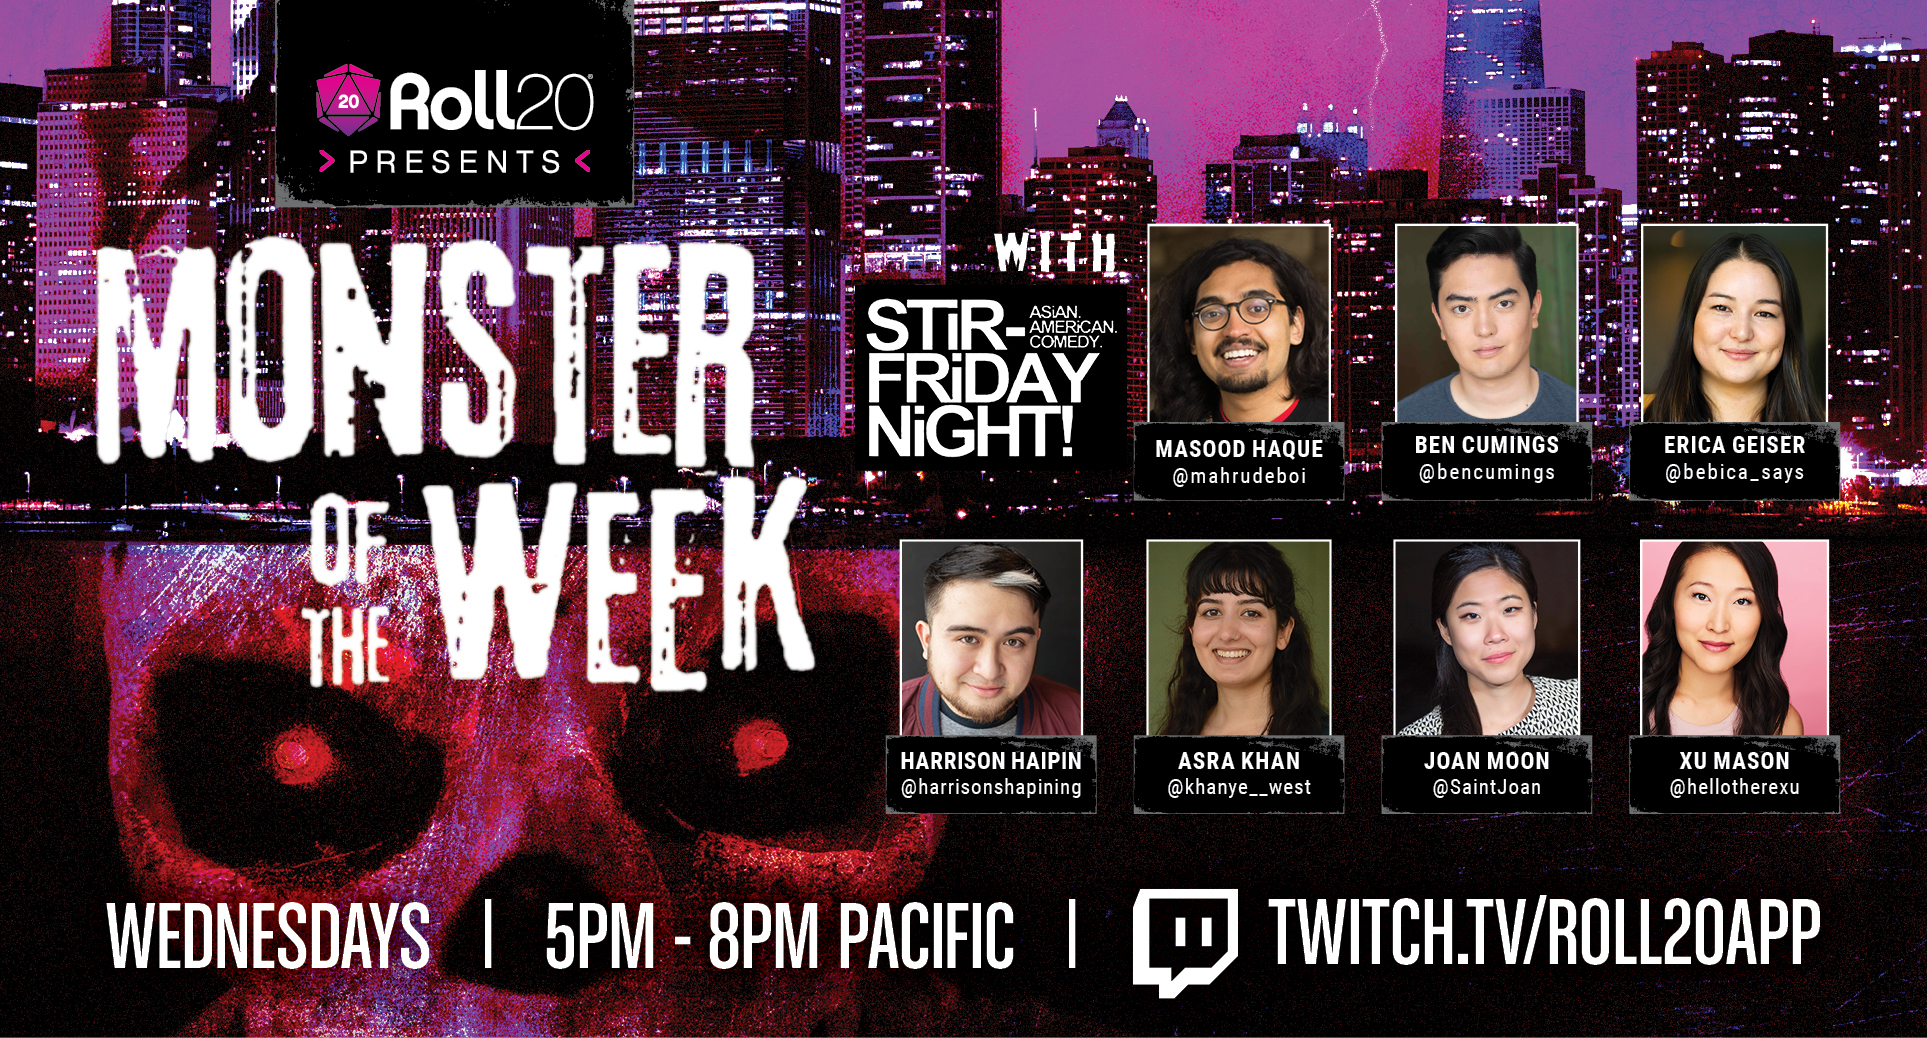 20
Roll20®
> PRESENTS <
MONSTER
OF
THE
WEEK
WITH
STiR-
ASiAN.
AMERiCAN.
COMEDY.
FRiDAY
NiGHT!
MASOOD HAQUE
@mahrudeboi
BEN CUMINGS
@bencumings
ERICA GEISER
@bebica_says
HARRISON HAIPIN
@harrisonshapining
ASRA KHAN
@khanye__west
JOAN MOON
@SaintJoan
XU MASON
@hellotherexu
WEDNESDAYS | 5PM - 8PM PACIFIC | TWITCH.TV/ROLL20APP